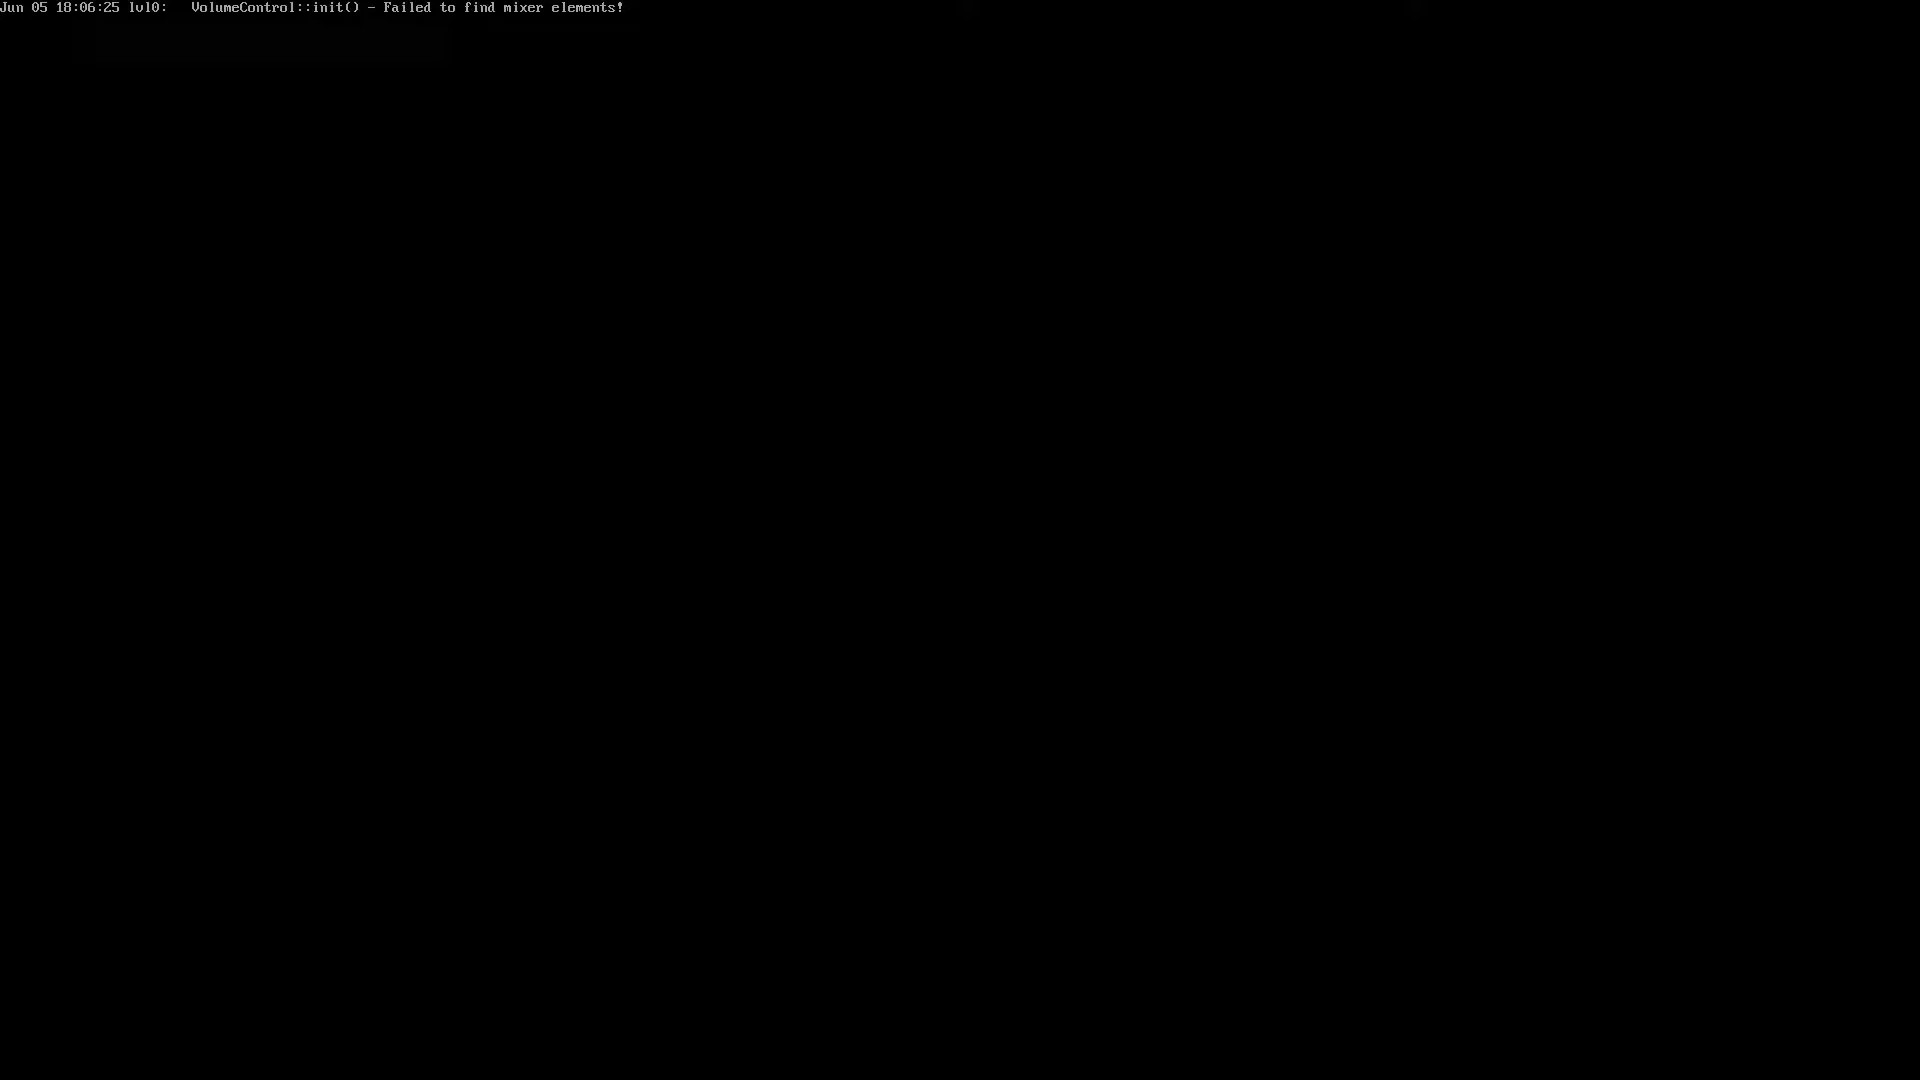 Jun 05 18:06:25 lvl0:   VolumeControl::init() - Failed to find mixer elements!